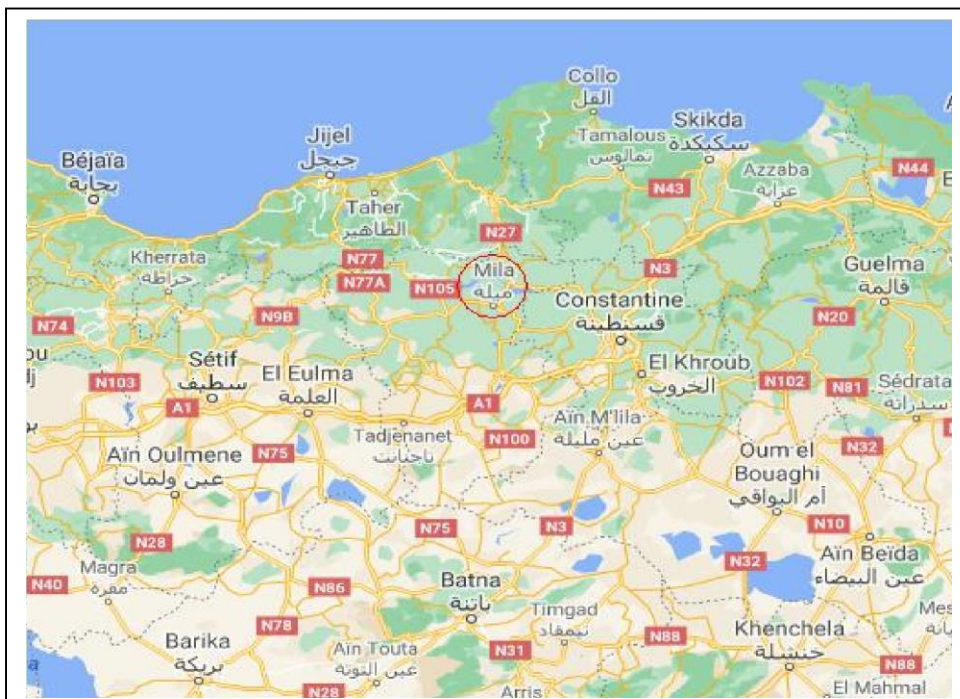 Collo
القل
Skikda
سكيكدة
Tamalous
تمالوس
Jijel
جيجل
Béjaïa
بجاية
Azzaba
عزابة
N44
N43
Taher
الطاهير
N27
Kherrata
خراطة
N77
N77A
N105
Mila
ميلة
N3
Guelma
قالمة
Constantine
قسنطينة
N9B
N74
N20
Sétif
سطيف
El Eulma
العلمة
El Khroub
الخروب
N103
N102
N81
Sédrata
سدراتة
A1
A1
Aïn M'lila
عين مليلة
Tadjenanet
تاجنانت
N100
N32
Aïn Oulmene
عين ولمان
N75
Oum el
Bouaghi
أم البواقي
N28
N75
N3
N10
Aïn Beïda
عين البيضاء
Magra
مقرة
N40
N86
Batna
باتنة
N32
Timgad
تيمقاد
N78
Barika
بريكة
Aïn Touta
عين التوتة
N31
N88
Khenchela
خنشلة
N88
N28
Arris
El Mahmal